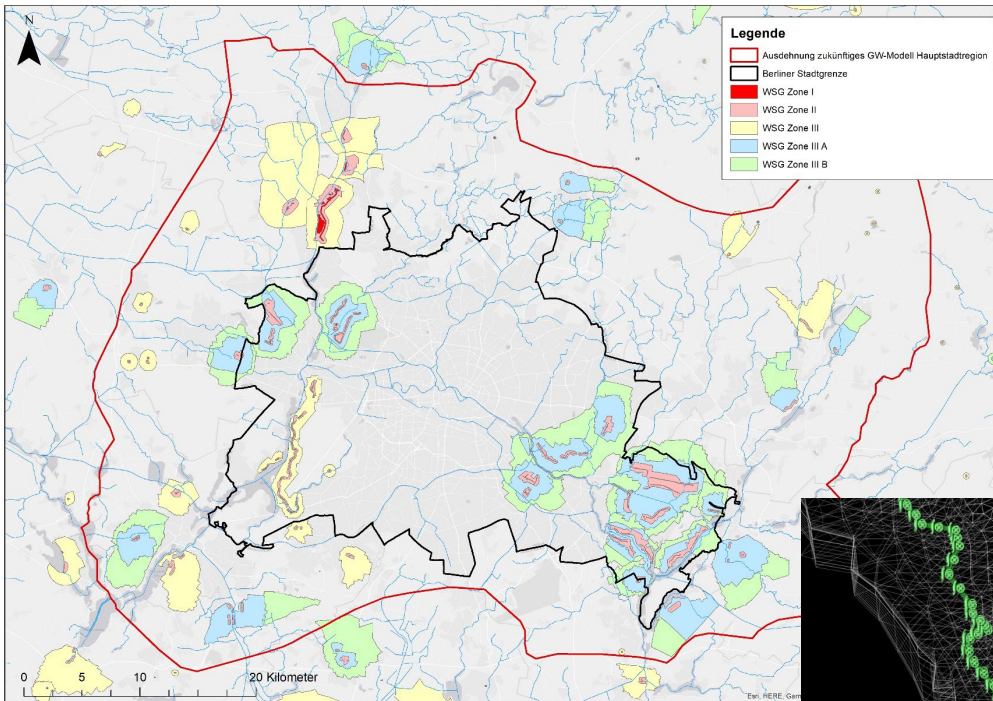 N
Legende
Ausdehnung zukünftiges GW-Modell Hauptstadtregion
Berliner Stadtgrenze
WSG Zone I
WSG Zone II
WSG Zone III
WSG Zone III A
WSG Zone III B
0 5 10 20 Kilometer
Esri, HERE, Garm